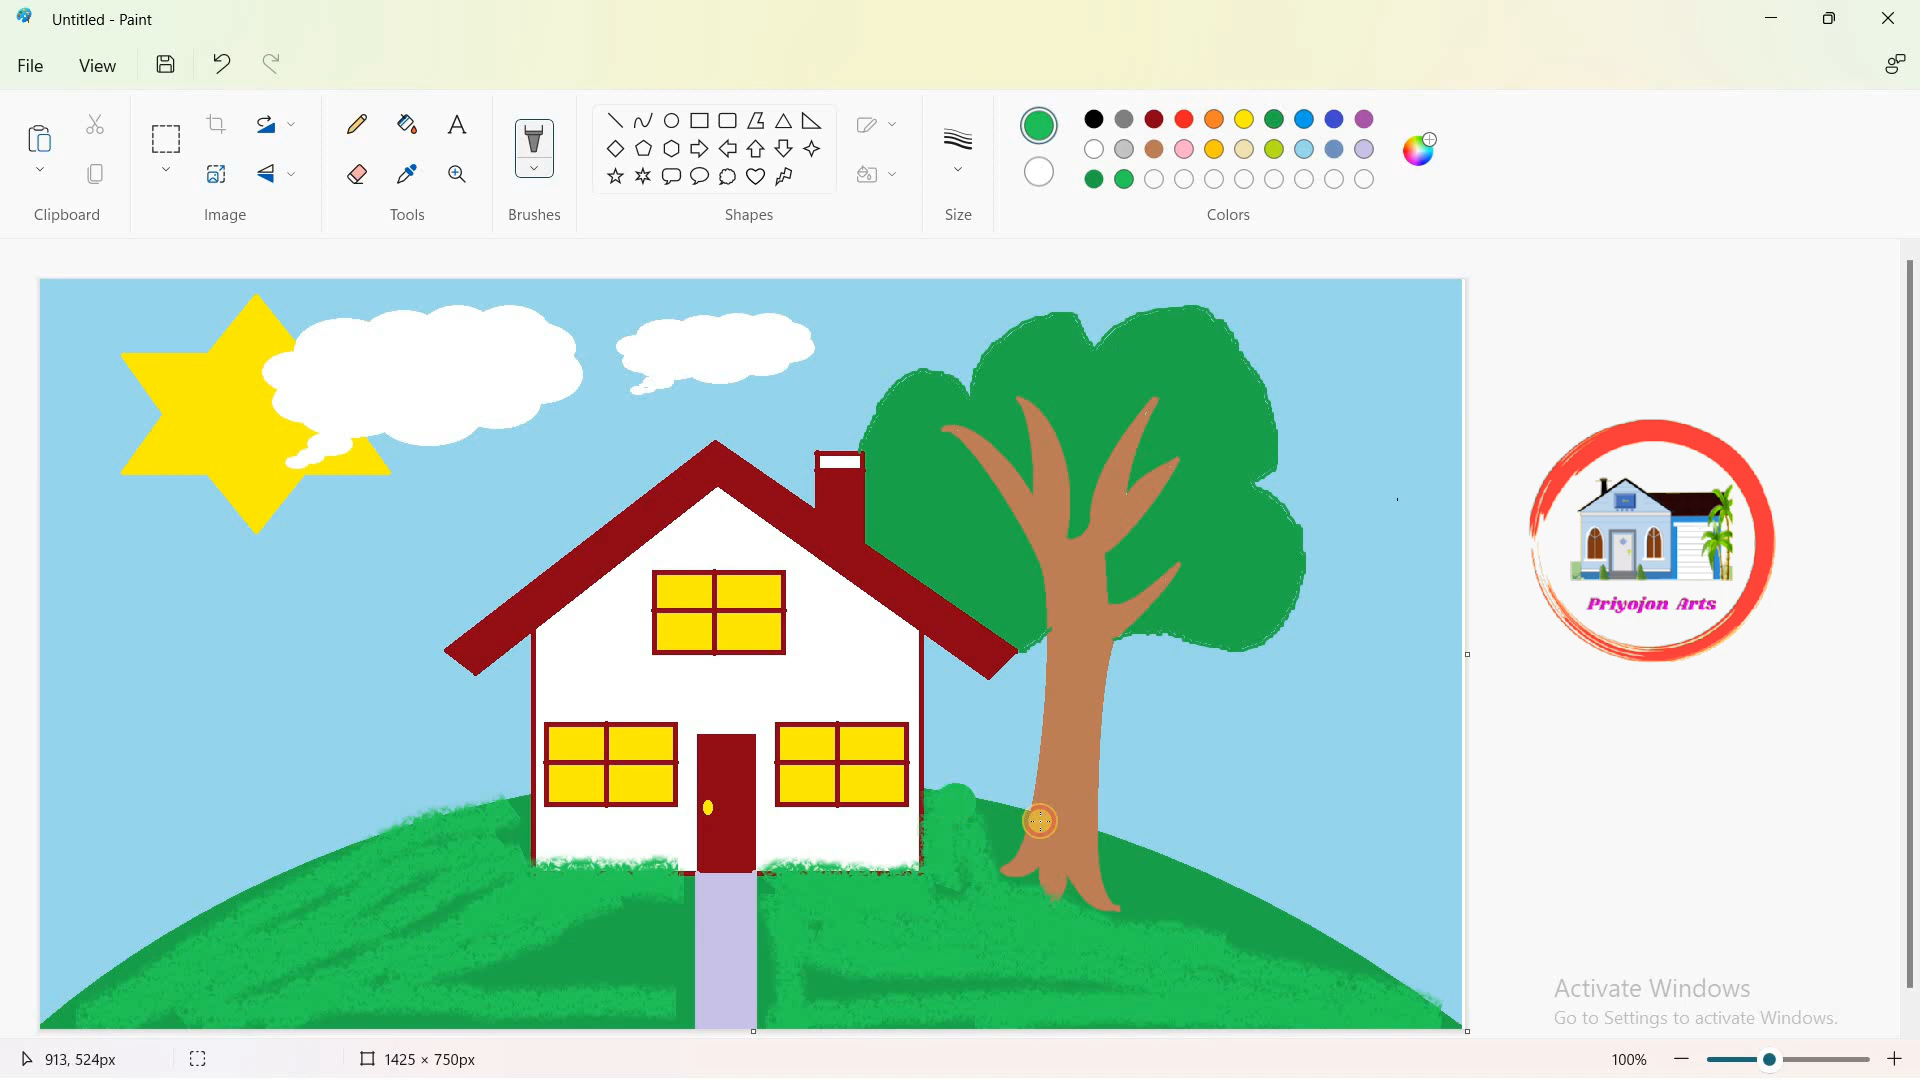 Untitled - Paint
File
View
Clipboard
Image
Tools
Brushes
Shapes
Size
Colors
Priyojon Arts
Activate Windows
Go to Settings to activate Windows.
913, 524px
1425 × 750px
100%